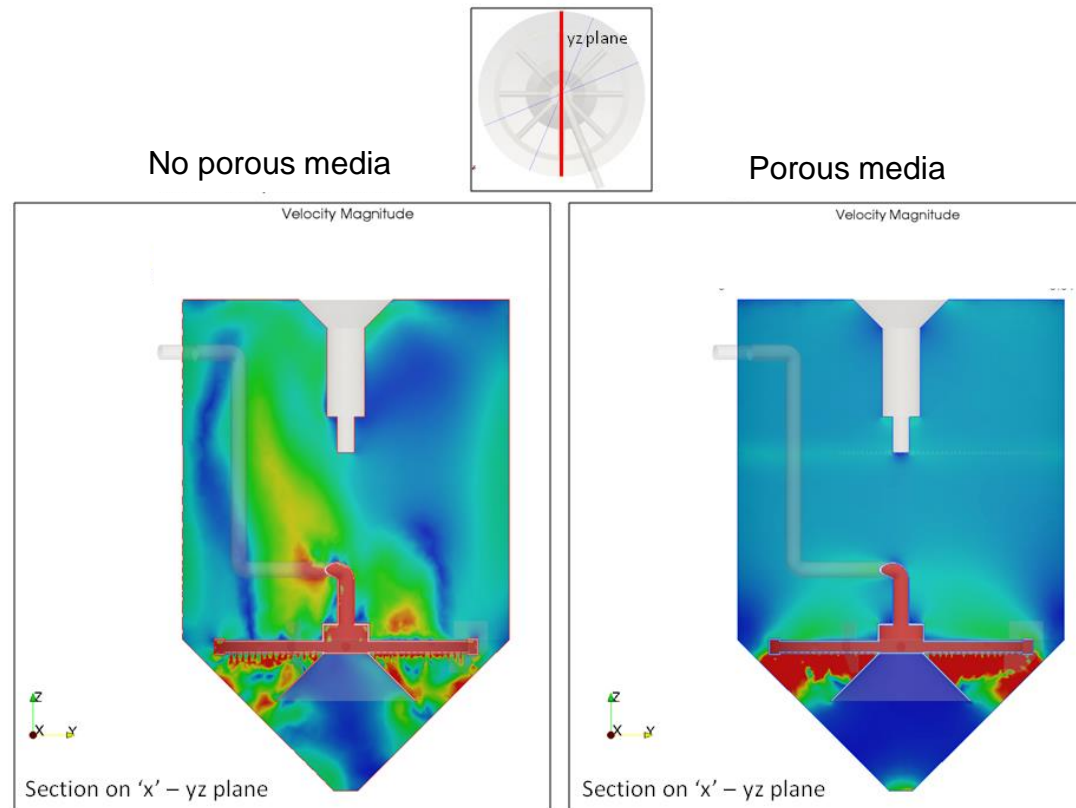 yz plane
No porous media
Porous media
Velocity Magnitude
Velocity Magnitude
Z
X
Y
Z
X
Y
Section on ‘x’ – yz plane
Section on ‘x’ – yz plane